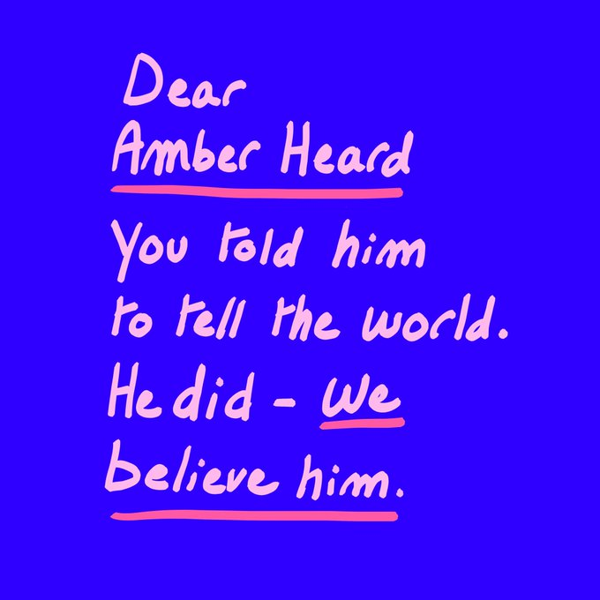 Dear
Amber Heard
You told him
to tell the world.
He did - We
believe him.